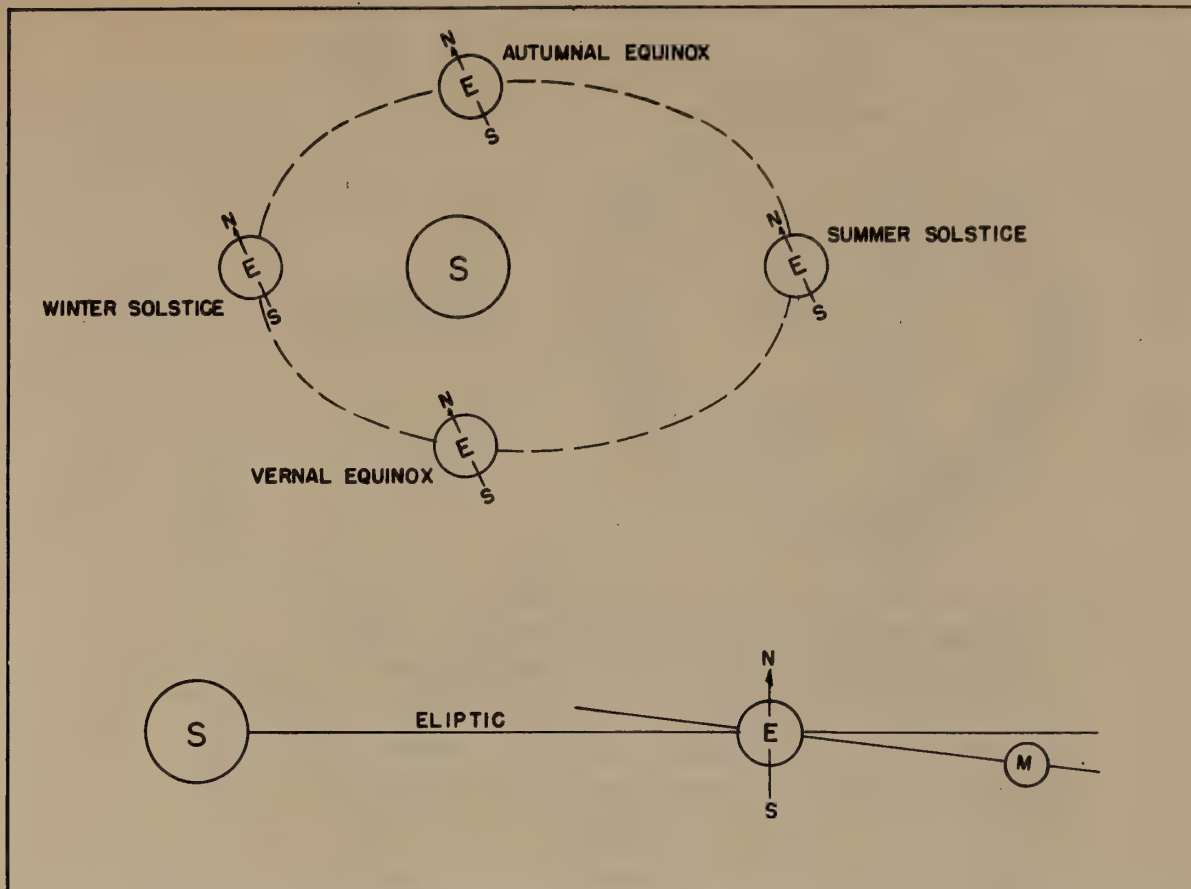 N
AUTUMNAL EQUINOX
E
S
N
E
S
WINTER SOLSTICE
S
N
SUMMER SOLSTICE
E
S
N
E
VERNAL EQUINOX
S
N
S
ELIPTIC
E
M
S